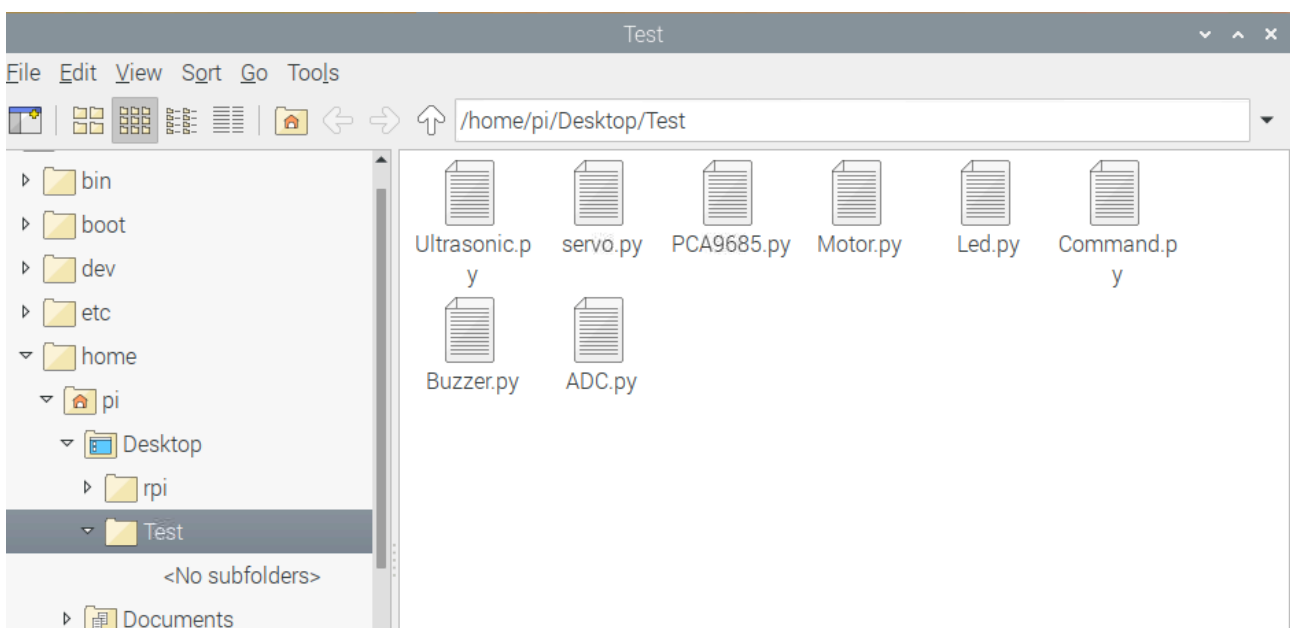 Test
File Edit View Sort Go Tools
/home/pi/Desktop/Test
bin
boot
dev
etc
home
pi
Desktop
rpi
Test
<No subfolders>
Documents
Ultrasonic.p servo.py PCA9685.py Motor.py Led.py Command.p
y y
Buzzer.py ADC.py